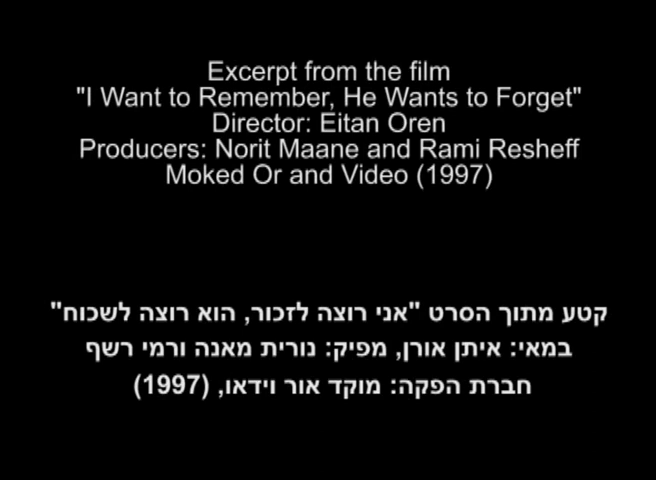 Excerpt from the film
"I Want to Remember, He Wants to Forget"
Director: Eitan Oren
Producers: Norit Maane and Rami Resheff
Moked Or and Video (1997)
קטע מתוך הסרט "אני רוצה לזכור, הוא רוצה לשכוח"
במאי: איתן אורן, מפיק: נורית מאנה ורמי רשף
חברת הפקה: מוקד אור וידאו, (1997)